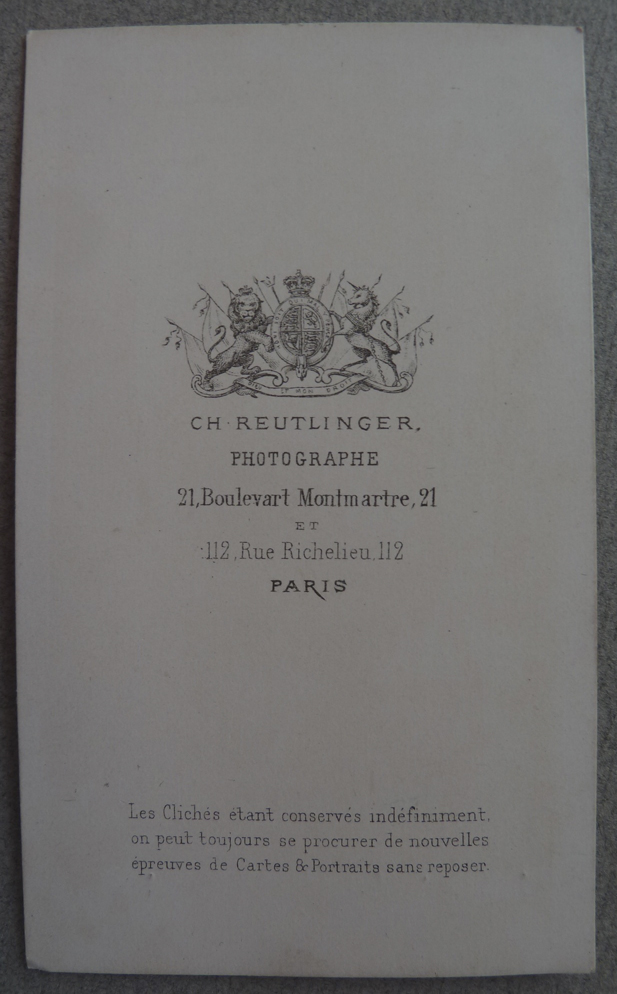 CH· REUTLINGER.
PHOTOGRAPHE
21, Boulevart Montmartre, 21
ET
112, Rue Richelieu, 112
PARIS
Les Clichés étant conservés indéfiniment,
on peut toujours se procurer de nouvelles
épreuves de Cartes & Portraits sans reposer.